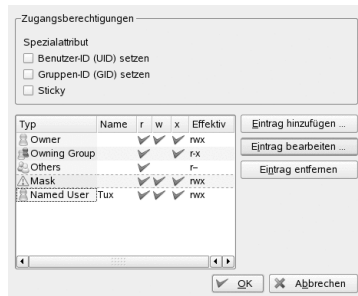 Zugangsberechtigungen
Spezialattribut
Benutzer-ID (UID) setzen
Gruppen-ID (GID) setzen
Sticky
Typ Name r w x Effektiv
Owner rwx
Owning Group r-x
Others r--
Mask rwx
Named User Tux rwx
Eintrag hinzufügen ...
Eintrag bearbeiten ...
Eintrag entfernen
OK
Abbrechen